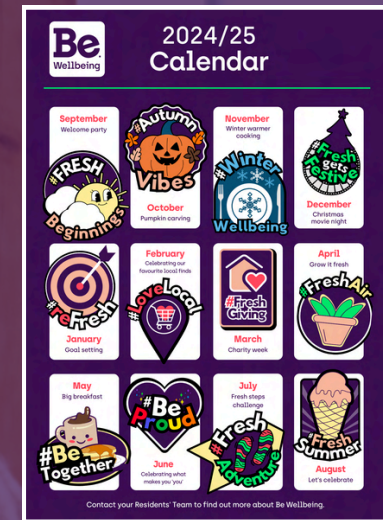 Be.
Wellbeing
2024/25
Calendar
September
Welcome party
#FRESH
Beginnings
#Autumn
Vibes
October
Pumpkin carving
November
Winter warmer
cooking
#Winter
Wellbeing
#Fresh
gets
Festive
December
Christmas
movie night
#reFresh
January
Goal setting
February
Celebrating our
favourite local finds
#LoveLocal
#Fresh
Giving
March
Charity week
April
Grow it fresh
#FreshAir
May
Big breakfast
#Be
Together
#Be
Proud
June
Celebrating what
makes you 'you'
July
Fresh steps
challenge
#Fresh
Adventure
#Fresh
Summer
August
Let's celebrate
Contact your Residents' Team to find out more about Be Wellbeing.